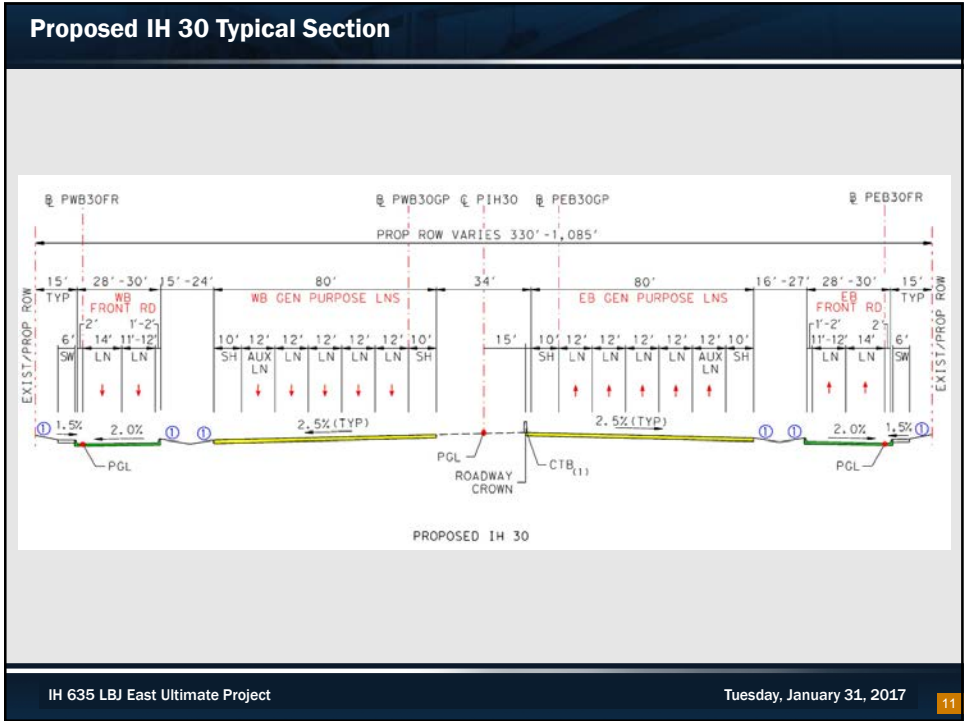 Proposed IH 30 Typical Section
℄ PWB30FR ℄ PWB30GP ℄ PIH30 ℄ PEB30GP ℄ PEB30FR
PROP ROW VARIES 330'-1,085'
15' 28'-30' 15'-24' 80' 34' 80' 16'-27' 28'-30' 15'
TYP WB FRONT RD WB GEN PURPOSE LNS EB GEN PURPOSE LNS EB FRONT RD TYP
EXIST/PROP ROW
2' 1'-2' 1'-2' 2'
6' 14' 11'-12' 10' 12' 12' 12' 12' 12' 10' 15' 10' 12' 12' 12' 12' 12' 10' 11'-12' 14' 6'
SW LN LN SH AUX LN LN LN LN LN SH SH LN LN LN LN AUX LN SH LN LN SW
EXIST/PROP ROW
① 1.5% 2.0% ① ① 2.5%(TYP) 2.5%(TYP) ① ① 2.0% 1.5% ①
PGL PGL CTB(1) PGL
ROADWAY
CROWN
PROPOSED IH 30
IH 635 LBJ East Ultimate Project
Tuesday, January 31, 2017
11